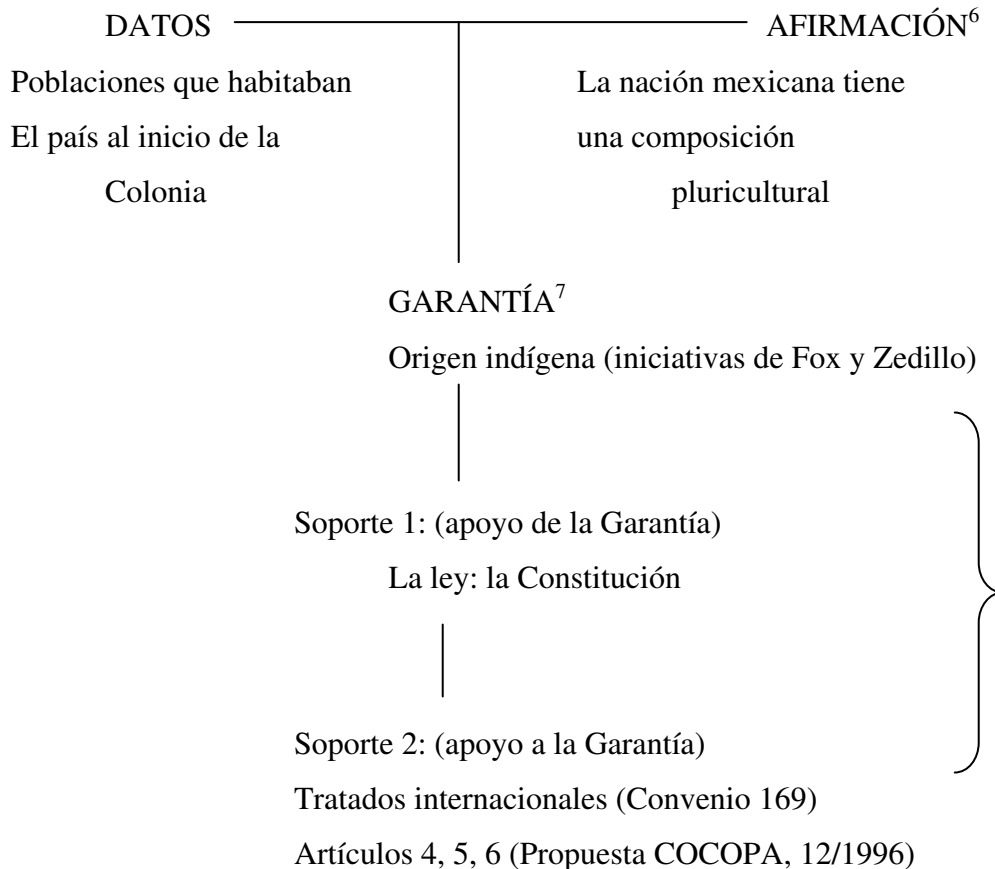 DATOS
AFIRMACIÓN6
Poblaciones que habitaban
El país al inicio de la
Colonia
La nación mexicana tiene
una composición
pluricultural
GARANTÍA7
Origen indígena (iniciativas de Fox y Zedillo)
Soporte 1: (apoyo de la Garantía)
La ley: la Constitución
Soporte 2: (apoyo a la Garantía)
Tratados internacionales (Convenio 169)
Artículos 4, 5, 6 (Propuesta COCOPA, 12/1996)